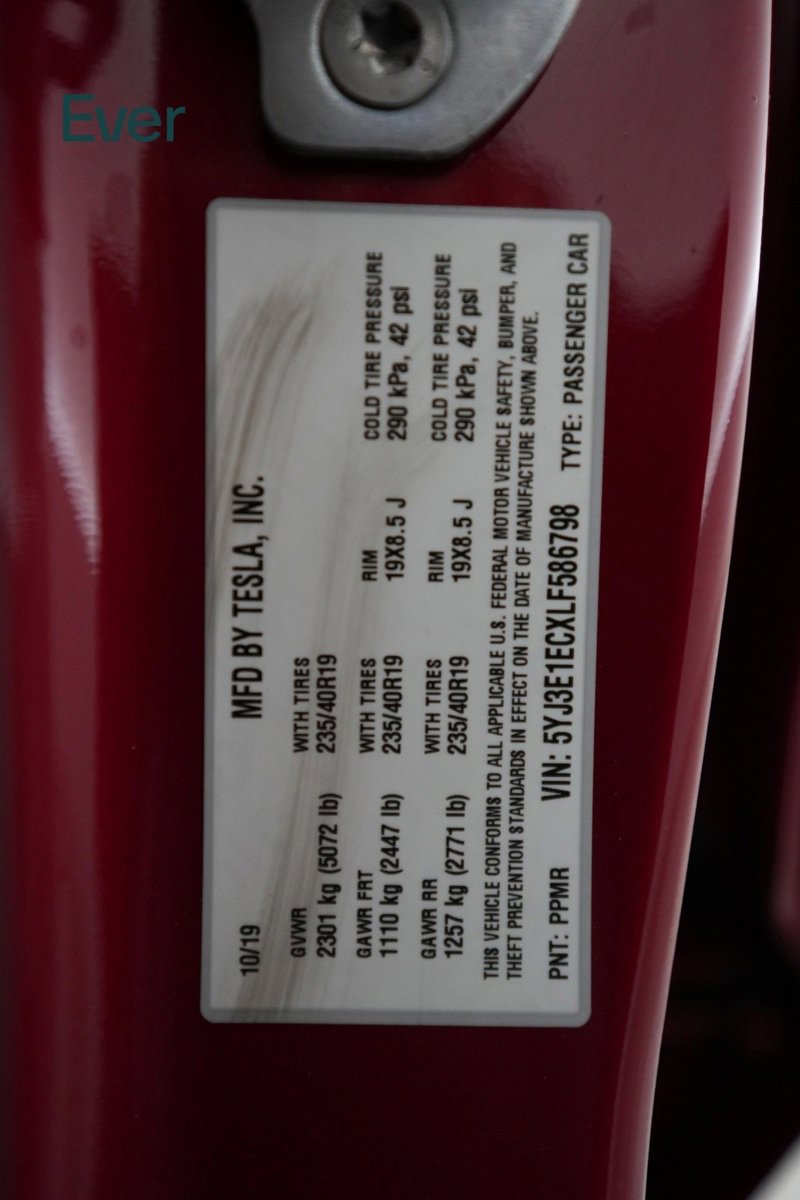 Ever
MFD BY TESLA, INC.
10/19
GVWR WITH TIRES
2301 kg (5072 lb) 235/40R19
GAWR FRT WITH TIRES RIM COLD TIRE PRESSURE
1110 kg (2447 lb) 235/40R19 19X8.5 J 290 kPa, 42 psi
GAWR RR WITH TIRES RIM COLD TIRE PRESSURE
1257 kg (2771 lb) 235/40R19 19X8.5 J 290 kPa, 42 psi
THIS VEHICLE CONFORMS TO ALL APPLICABLE U.S. FEDERAL MOTOR VEHICLE SAFETY, BUMPER, AND
THEFT PREVENTION STANDARDS IN EFFECT ON THE DATE OF MANUFACTURE SHOWN ABOVE.
PNT: PPMR VIN: 5YJ3E1ECXLF586798 TYPE: PASSENGER CAR